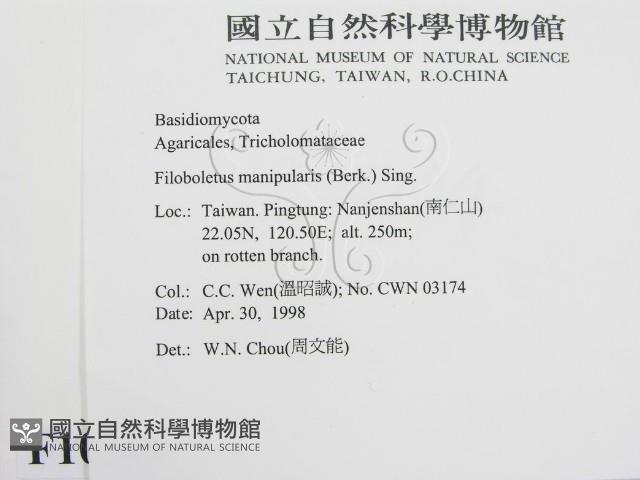 國立自然科學博物館
NATIONAL MUSEUM OF NATURAL SCIENCE
TAICHUNG, TAIWAN, R.O.CHINA
Basidiomycota
Agaricales, Tricholomataceae
Filoboletus manipularis (Berk.) Sing.
Loc.: Taiwan. Pingtung: Nanjenshan(南仁山)
22.05N, 120.50E; alt. 250m;
on rotten branch.
Col.: C.C. Wen(溫昭誠); No. CWN 03174
Date: Apr. 30, 1998
Det.: W.N. Chou(周文能)
國立自然科學博物館
NATIONAL MUSEUM OF NATURAL SCIENCE